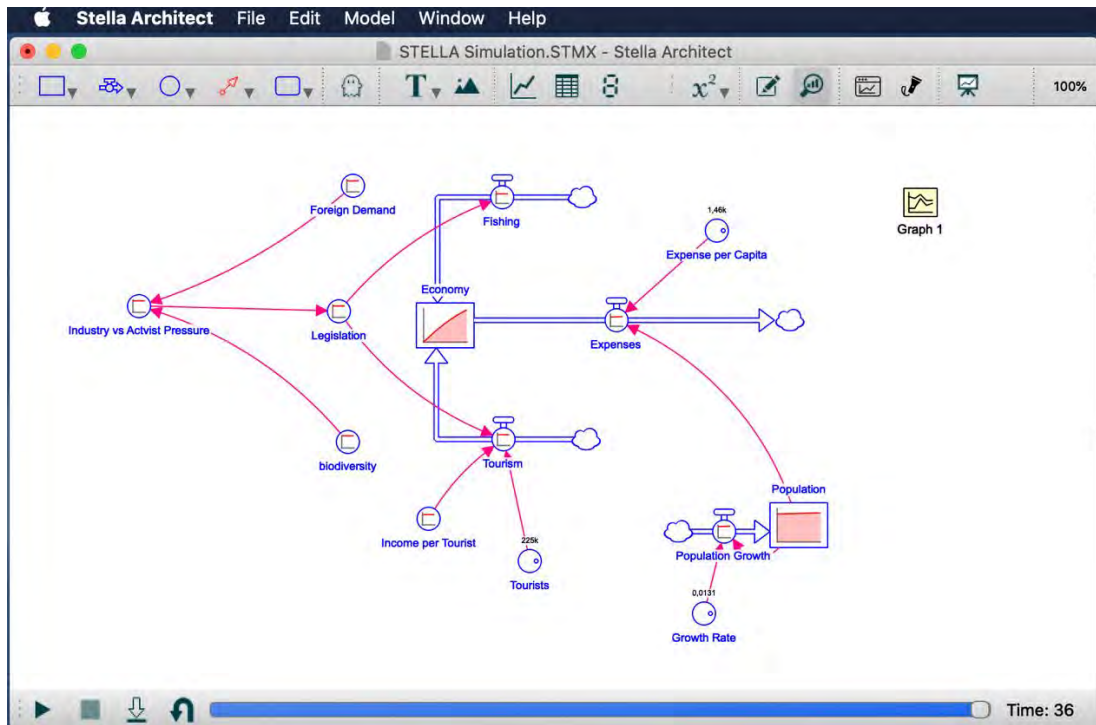 Stella Architect File Edit Model Window Help
STELLA Simulation.STMX - Stella Architect
T x² 100%
Foreign Demand
Fishing
1,46k
Expense per Capita
Graph 1
Economy
Industry vs Actvist Pressure
Legislation
Expenses
biodiversity
Tourism
Population
Income per Tourist
225k
Tourists
Population Growth
0,0131
Growth Rate
Time: 36